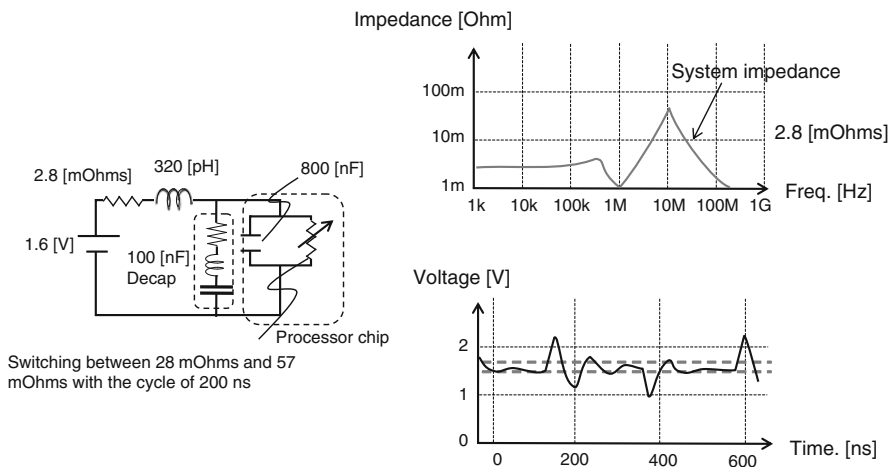 Impedance [Ohm]
System impedance
100m
10m
1m
2.8 [mOhms]
1k 10k 100k 1M 10M 100M 1G
Freq. [Hz]
2.8 [mOhms]
320 [pH]
800 [nF]
1.6 [V]
100 [nF]
Decap
Processor chip
Switching between 28 mOhms and 57
mOhms with the cycle of 200 ns
Voltage [V]
2
1
0
0 200 400 600
Time. [ns]